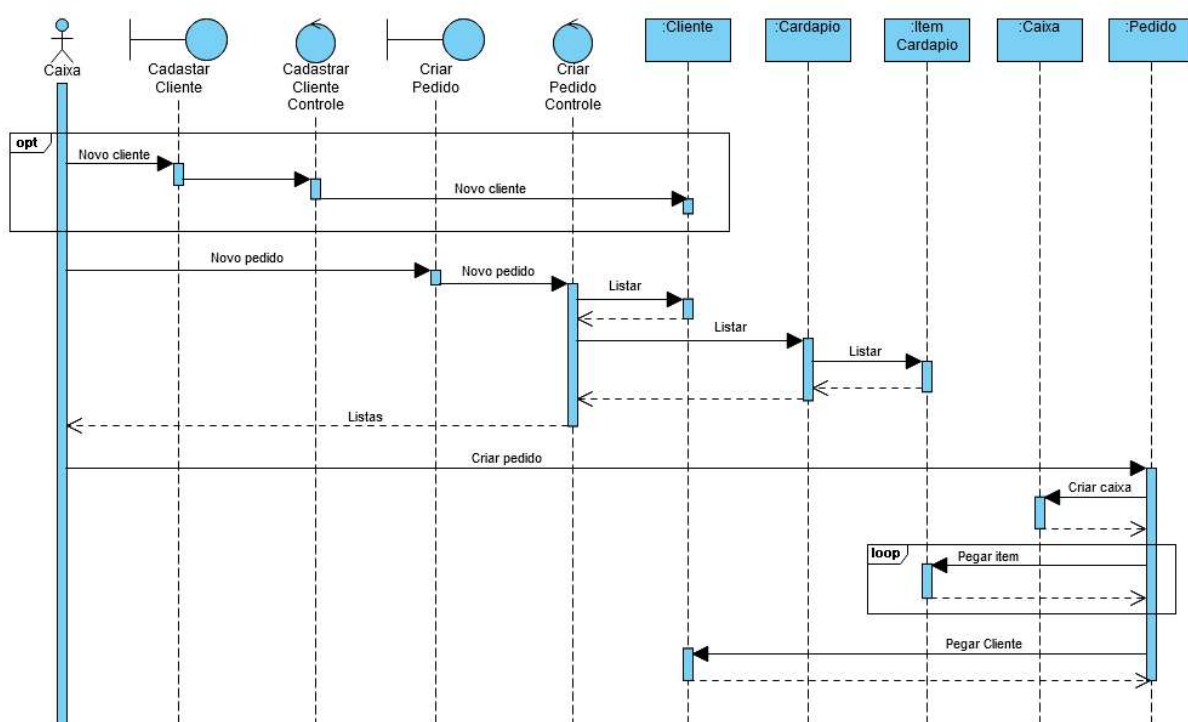 Caixa
Cadastar
Cliente
Cadastrar
Cliente
Controle
Criar
Pedido
Criar
Pedido
Controle
:Cliente
:Cardapio
:Item
Cardapio
:Caixa
:Pedido
opt
Novo cliente
Novo cliente
Novo pedido
Novo pedido
Listar
Listar
Listar
Listas
Criar pedido
Criar caixa
loop
Pegar item
Pegar Cliente